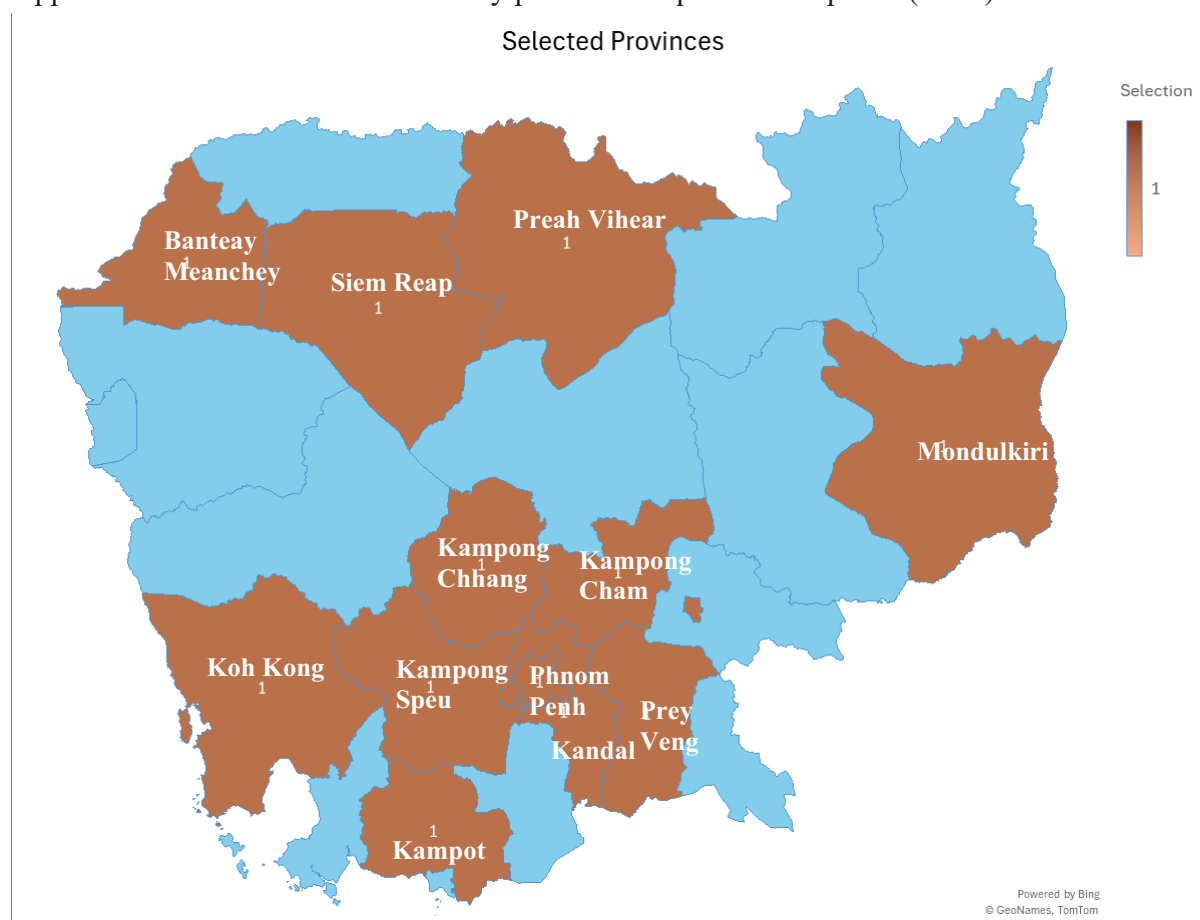 Selected Provinces
Selection
1
Preah Vihear
1
Banteay
Meanchey
1
Siem Reap
1
Mondulkiri
1
Kampong
Chhang
1
Kampong
Cham
1
Koh Kong
1
Kampong
Speu
1
Phnom
Penh
1
1
Kandal
Prey
Veng
1
Kampot
Powered by Bing
© GeoNames, TomTom